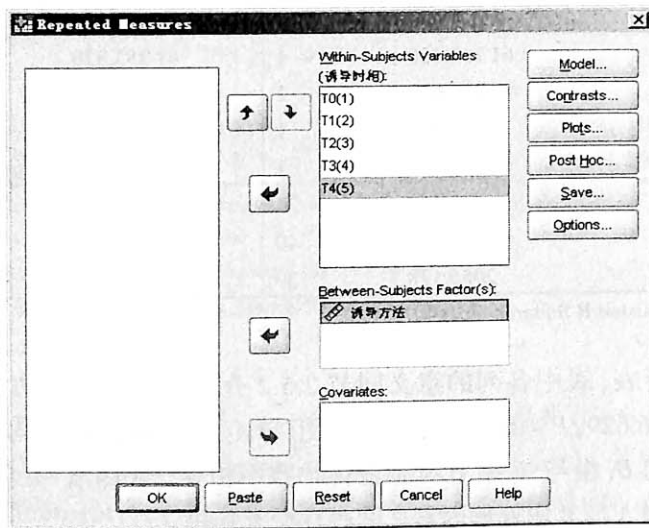 Repeated Measures
Within-Subjects Variables
(诱导时相):
T0(1)
T1(2)
T2(3)
T3(4)
T4(5)
Between-Subjects Factor(s):
诱导方法
Covariates:
Model...
Contrasts...
Plots...
Post Hoc...
Save...
Options...
OK
Paste
Reset
Cancel
Help